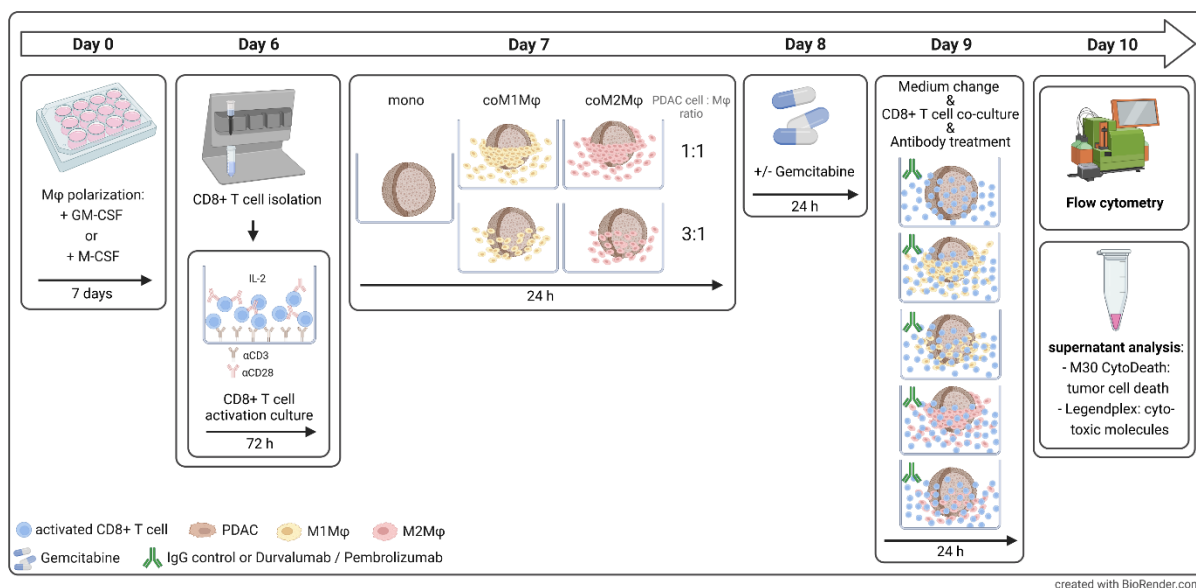 Day 0
Day 6
Day 7
Day 8
Day 9
Day 10
Mφ polarization:
+ GM-CSF
or
+ M-CSF
7 days
CD8+ T cell isolation
IL-2
αCD3
αCD28
CD8+ T cell
activation culture
72 h
mono
coM1Mφ
coM2Mφ
PDAC cell : Mφ
ratio
1:1
3:1
24 h
+/- Gemcitabine
24 h
Medium change
&
CD8+ T cell co-culture
&
Antibody treatment
24 h
Flow cytometry
supernatant analysis:
- M30 CytoDeath:
tumor cell death
- Legendplex: cyto-
toxic molecules
activated CD8+ T cell
PDAC
M1Mφ
M2Mφ
Gemcitabine
IgG control or Durvalumab / Pembrolizumab
created with BioRender.com